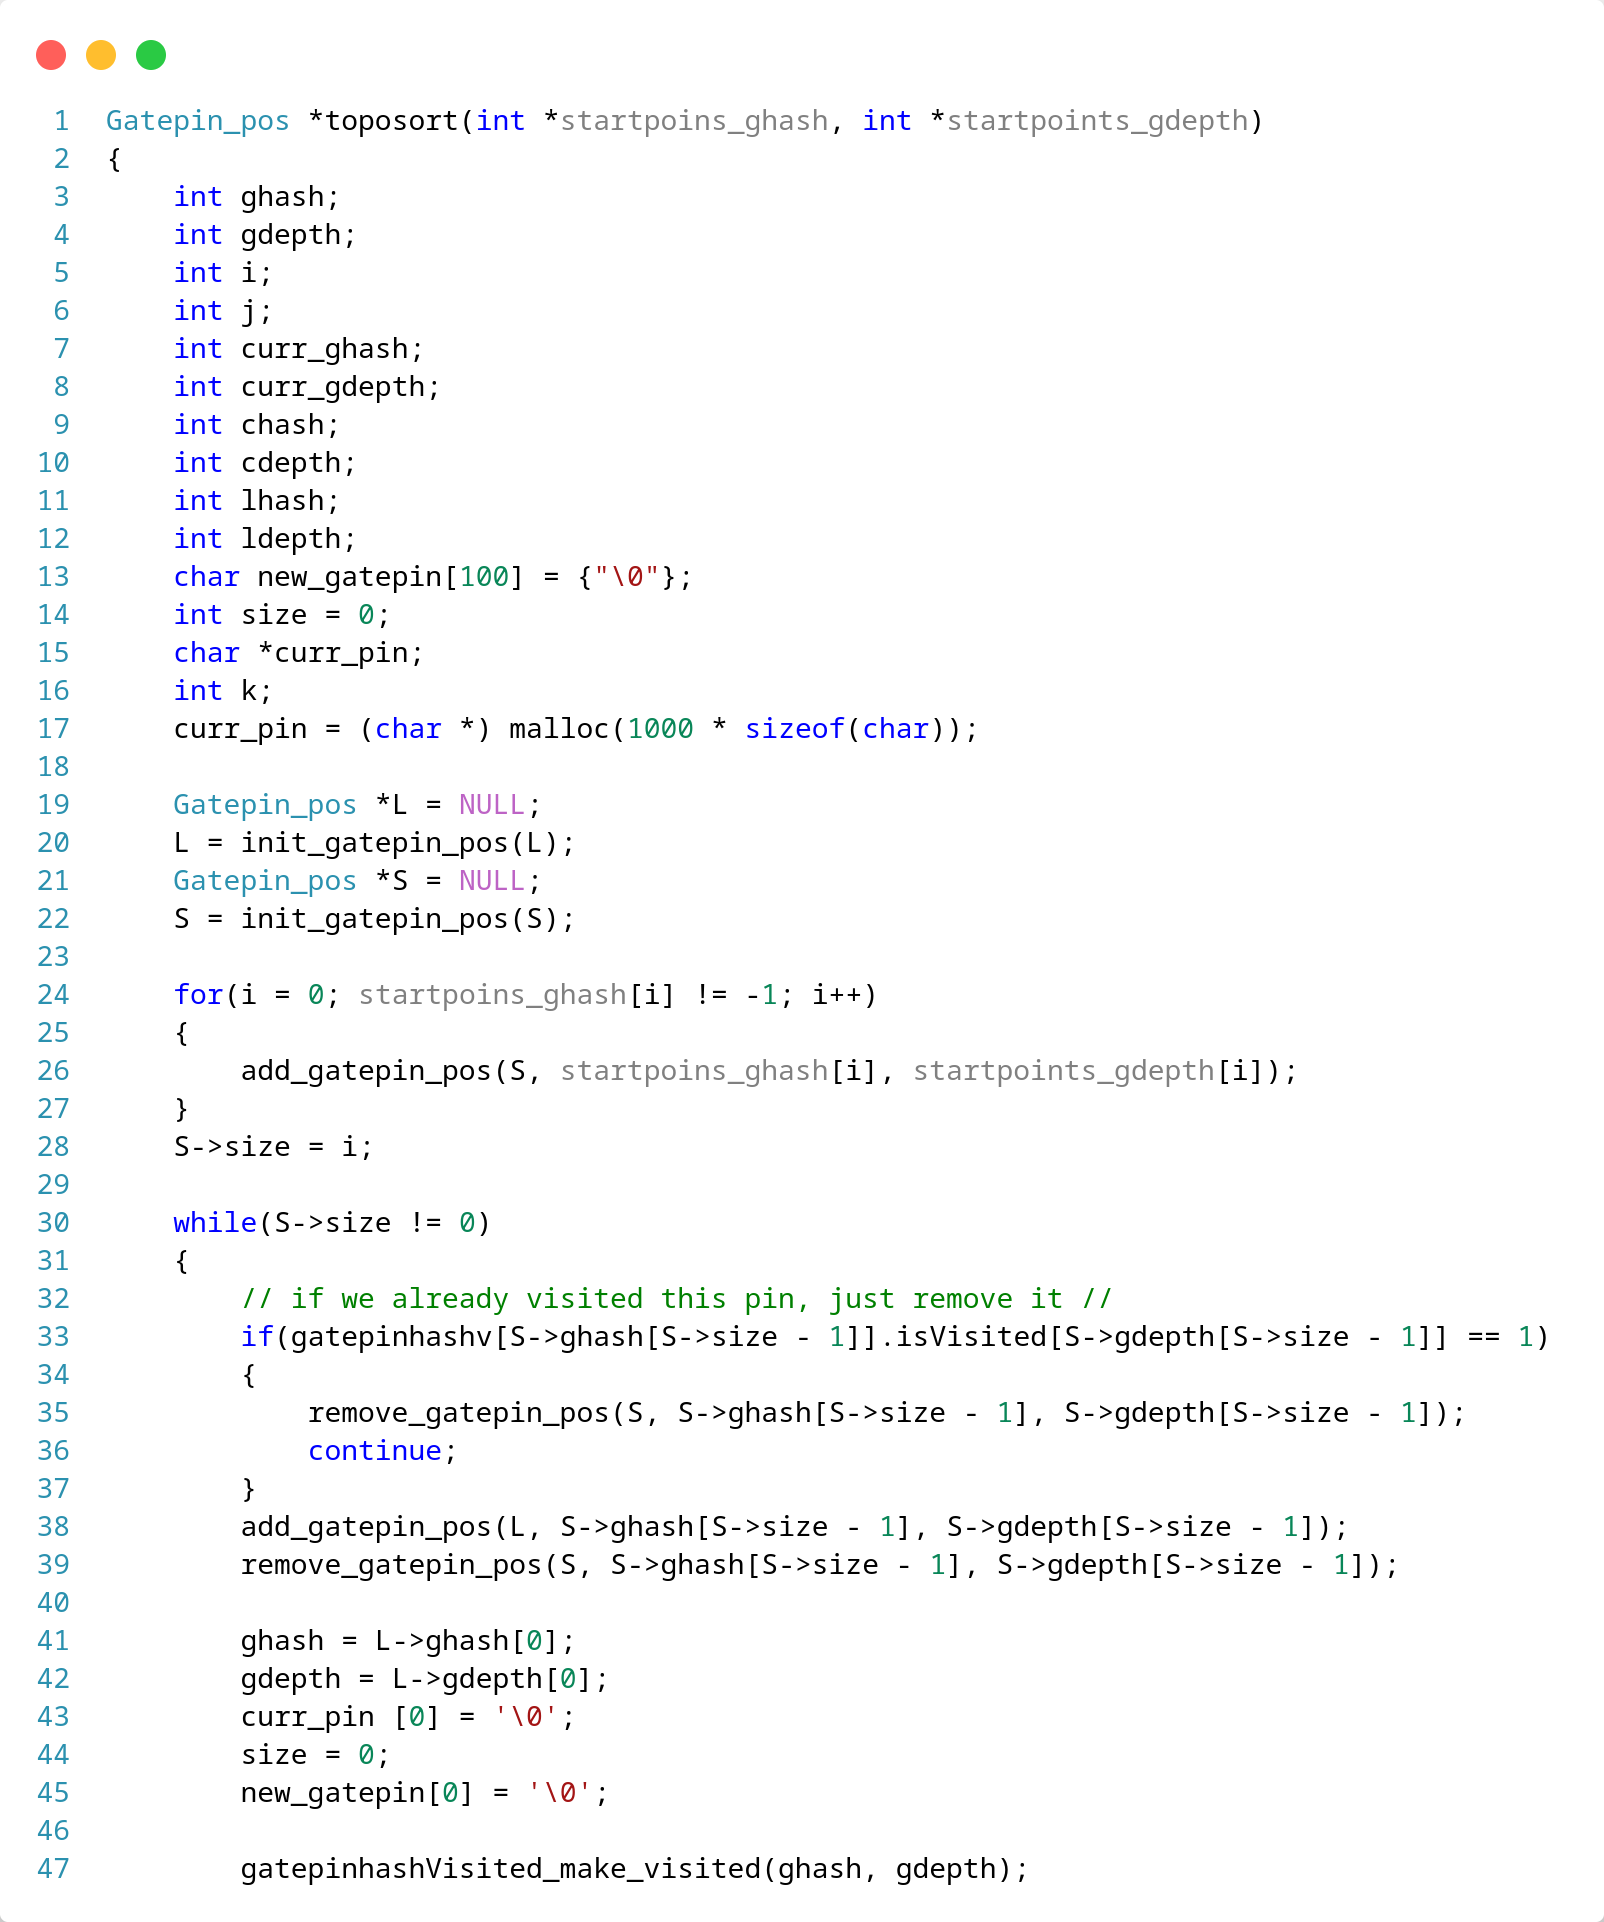 1 Gatepin_pos *toposort(int *startpoins_ghash, int *startpoints_gdepth)
2 {
3     int ghash;
4     int gdepth;
5     int i;
6     int j;
7     int curr_ghash;
8     int curr_gdepth;
9     int chash;
10     int cdepth;
11     int lhash;
12     int ldepth;
13     char new_gatepin[100] = {"\0"};
14     int size = 0;
15     char *curr_pin;
16     int k;
17     curr_pin = (char *) malloc(1000 * sizeof(char));
18
19     Gatepin_pos *L = NULL;
20     L = init_gatepin_pos(L);
21     Gatepin_pos *S = NULL;
22     S = init_gatepin_pos(S);
23
24     for(i = 0; startpoins_ghash[i] != -1; i++)
25     {
26         add_gatepin_pos(S, startpoins_ghash[i], startpoints_gdepth[i]);
27     }
28     S->size = i;
29
30     while(S->size != 0)
31     {
32         // if we already visited this pin, just remove it //
33         if(gatepinhashv[S->ghash[S->size - 1]].isVisited[S->gdepth[S->size - 1]] == 1)
34         {
35             remove_gatepin_pos(S, S->ghash[S->size - 1], S->gdepth[S->size - 1]);
36             continue;
37         }
38         add_gatepin_pos(L, S->ghash[S->size - 1], S->gdepth[S->size - 1]);
39         remove_gatepin_pos(S, S->ghash[S->size - 1], S->gdepth[S->size - 1]);
40
41         ghash = L->ghash[0];
42         gdepth = L->gdepth[0];
43         curr_pin [0] = '\0';
44         size = 0;
45         new_gatepin[0] = '\0';
46
47         gatepinhashVisited_make_visited(ghash, gdepth);